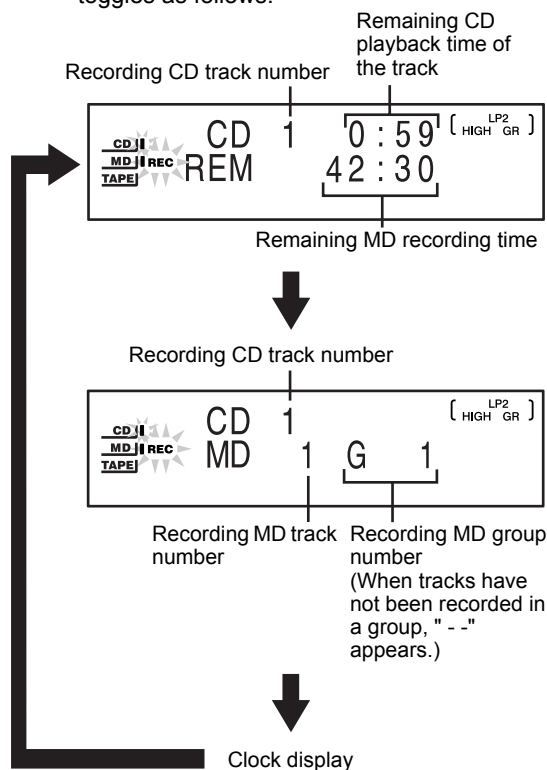 toggles as follows:
Remaining CD
playback time of
the track
Recording CD track number
CD 1 0:59 LP2
HIGH GR
CD
MD REC REM 42:30
TAPE
Remaining MD recording time
Recording CD track number
CD 1 LP2
HIGH GR
CD
MD REC MD 1 G 1
TAPE
Recording MD track
number
Recording MD group
number
(When tracks have
not been recorded in
a group, " - -"
appears.)
Clock display